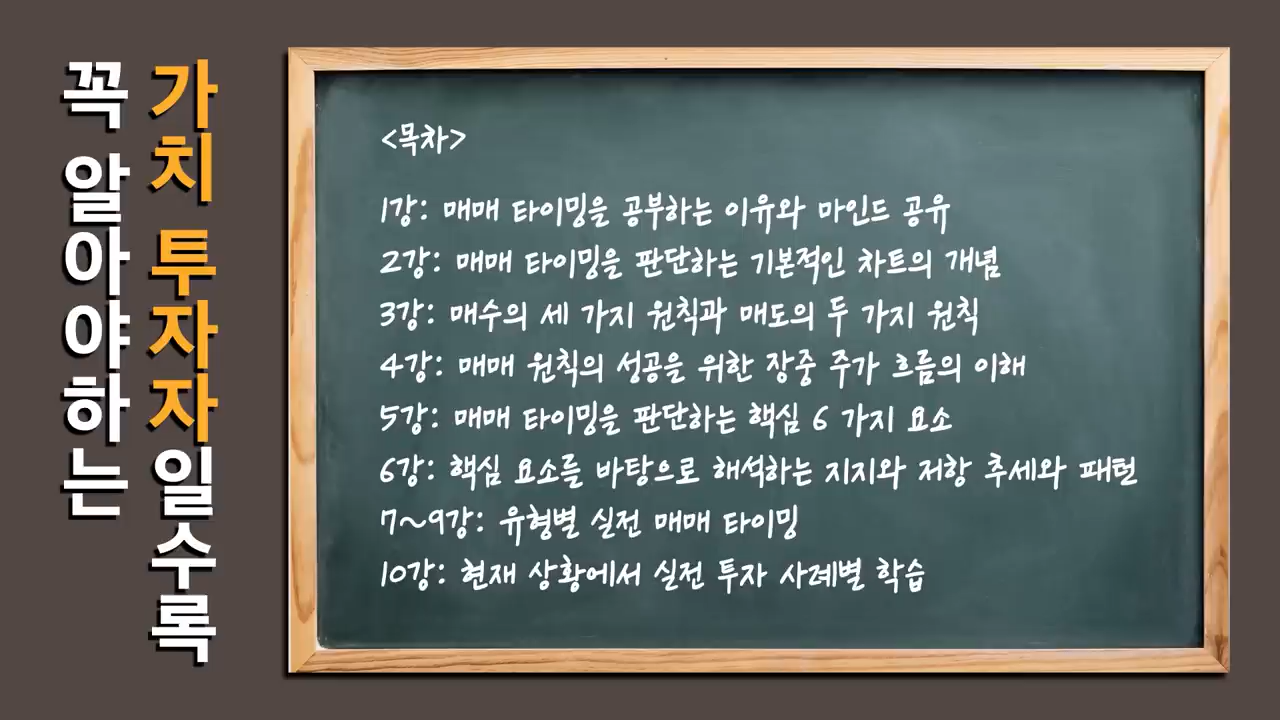 가치 투자자일수록
꼭 알아야하는
<목차>
1강: 매매 타이밍을 공부하는 이유와 마인드 공유
2강: 매매 타이밍을 판단하는 기본적인 차트의 개념
3강: 매수의 세 가지 원칙과 매도의 두 가지 원칙
4강: 매매 원칙의 성공을 위한 장중 주가 흐름의 이해
5강: 매매 타이밍을 판단하는 핵심 6 가지 요소
6강: 핵심 요소를 바탕으로 해석하는 지지와 저항 추세와 패턴
7~9강: 유형별 실전 매매 타이밍
10강: 현재 상황에서 실전 투자 사례별 학습